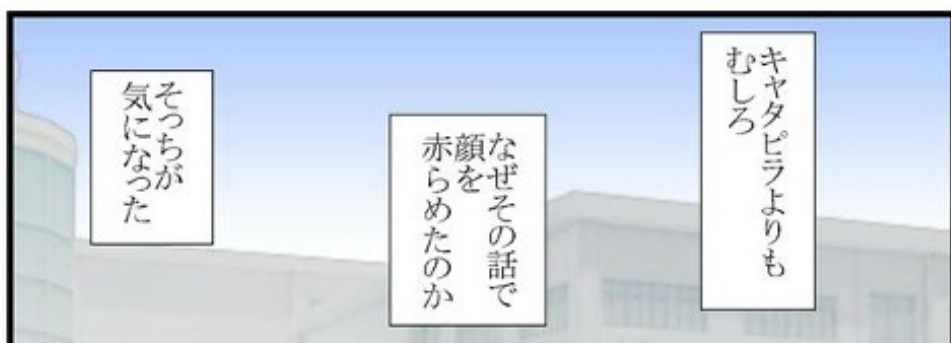 キャタピラよりも
むしろ
なぜその話で
顔を
赤らめたのか
そっちが
気になった